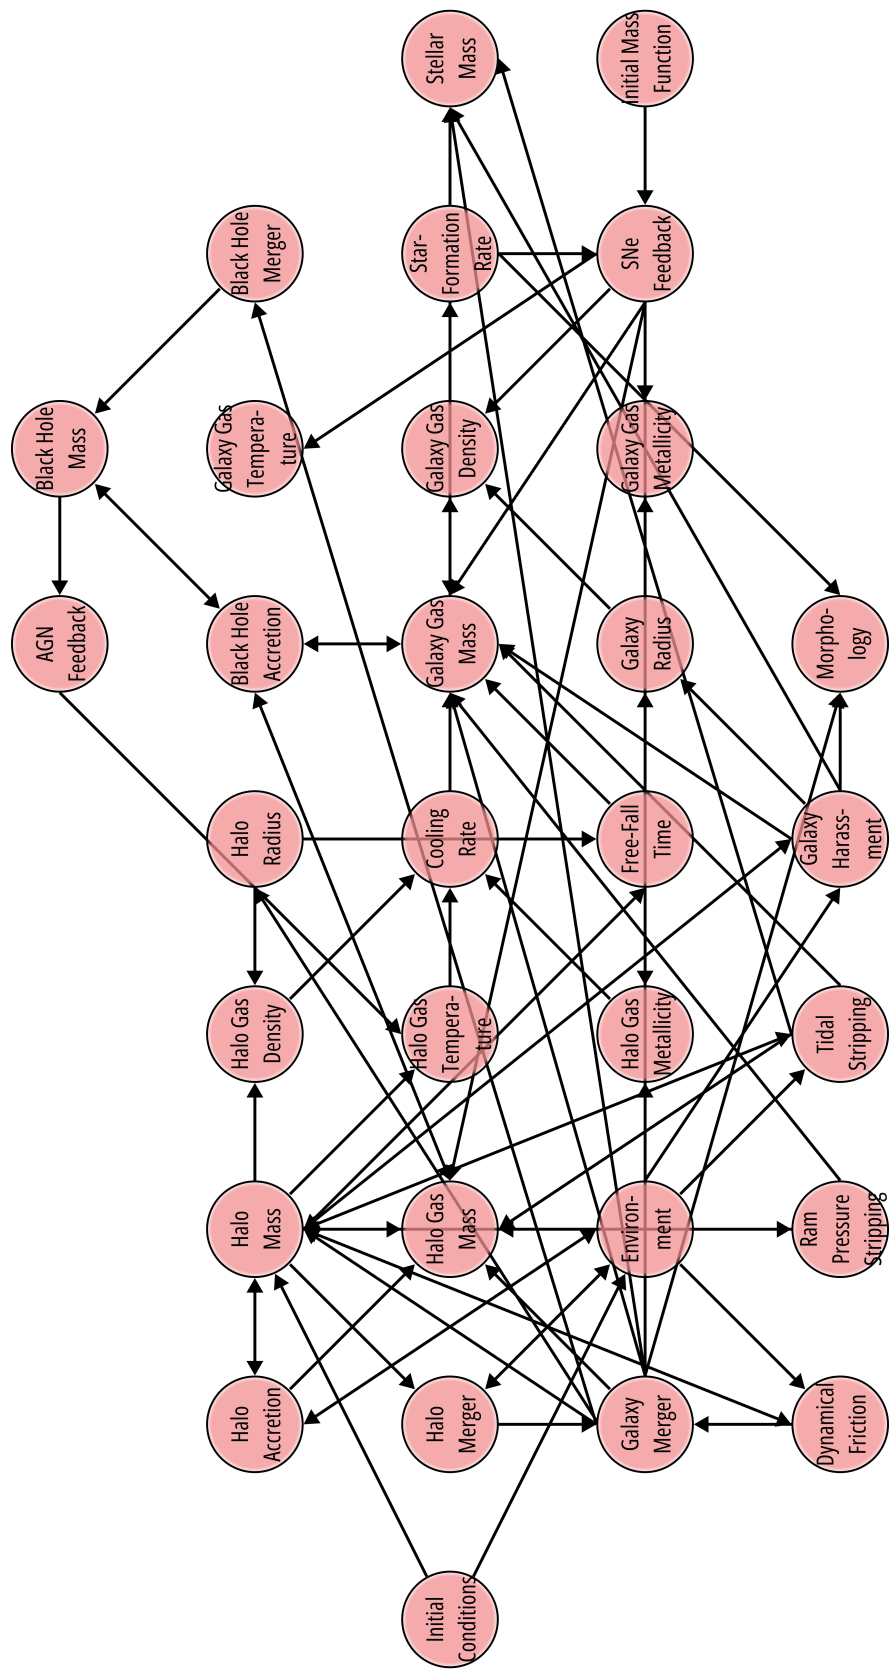 Stellar
Mass
Initial Mass
Function
Black Hole
Merger
Star-
Formation
Rate
SNe
Feedback
Black Hole
Mass
Galaxy Gas
Tempera-
ture
Galaxy Gas
Density
Galaxy Gas
Metallicity
AGN
Feedback
Black Hole
Accretion
Galaxy Gas
Mass
Galaxy
Radius
Morpho-
logy
Halo
Radius
Cooling
Rate
Free-Fall
Time
Galaxy
Harass-
ment
Halo Gas
Density
Halo Gas
Tempera-
ture
Halo Gas
Metallicity
Tidal
Stripping
Halo
Mass
Halo Gas
Mass
Environ-
ment
Ram
Pressure
Stripping
Halo
Accretion
Halo
Merger
Galaxy
Merger
Dynamical
Friction
Initial
Conditions